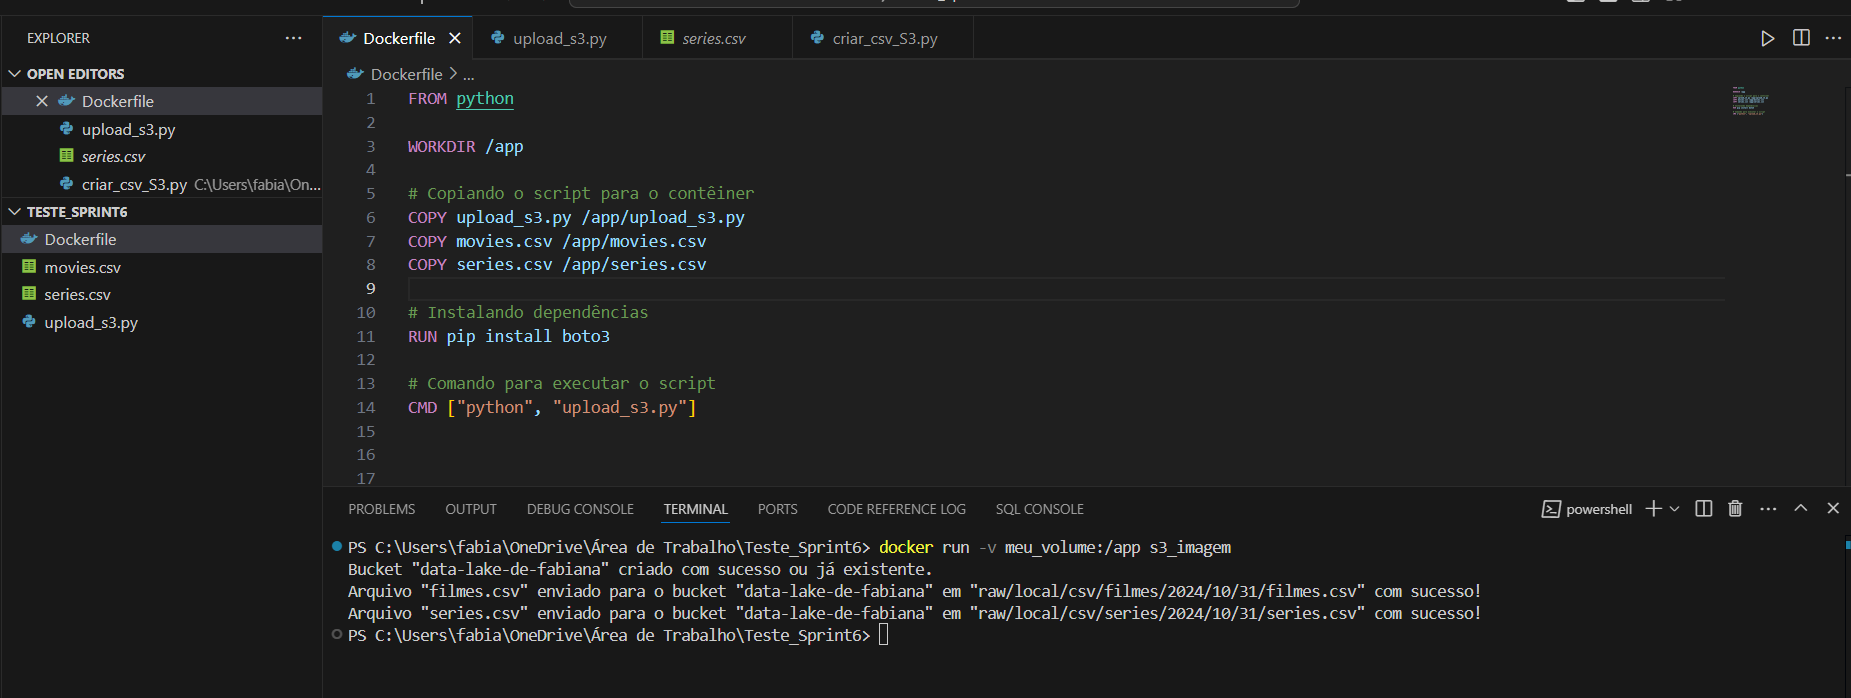 EXPLORER
OPEN EDITORS
Dockerfile
upload_s3.py
series.csv
criar_csv_S3.py C:\Users\fabia\On...
TESTE_SPRINT6
Dockerfile
movies.csv
series.csv
upload_s3.py
Dockerfile upload_s3.py series.csv criar_csv_S3.py
Dockerfile > ...
1 FROM python
2
3 WORKDIR /app
4
5 # Copiando o script para o contêiner
6 COPY upload_s3.py /app/upload_s3.py
7 COPY movies.csv /app/movies.csv
8 COPY series.csv /app/series.csv
9
10 # Instalando dependências
11 RUN pip install boto3
12
13 # Comando para executar o script
14 CMD ["python", "upload_s3.py"]
15
16
17
PROBLEMS OUTPUT DEBUG CONSOLE TERMINAL PORTS CODE REFERENCE LOG SQL CONSOLE powershell
PS C:\Users\fabia\OneDrive\Área de Trabalho\Teste_Sprint6> docker run -v meu_volume:/app s3_imagem
Bucket "data-lake-de-fabiana" criado com sucesso ou já existente.
Arquivo "filmes.csv" enviado para o bucket "data-lake-de-fabiana" em "raw/local/csv/filmes/2024/10/31/filmes.csv" com sucesso!
Arquivo "series.csv" enviado para o bucket "data-lake-de-fabiana" em "raw/local/csv/series/2024/10/31/series.csv" com sucesso!
PS C:\Users\fabia\OneDrive\Área de Trabalho\Teste_Sprint6>